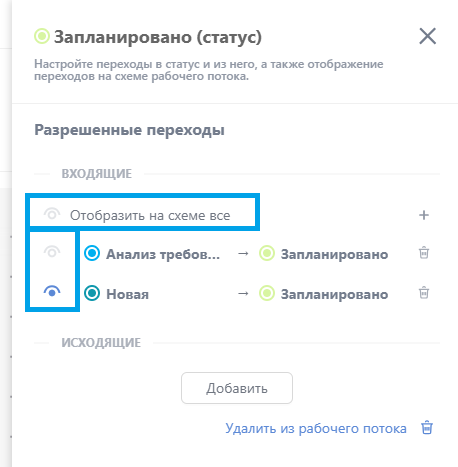 Запланировано (статус)
Настройте переходы в статус и из него, а также отображение
переходов на схеме рабочего потока.
Разрешенные переходы
ВХОДЯЩИЕ
Отобразить на схеме все
Анализ требов... → Запланировано
Новая → Запланировано
ИСХОДЯЩИЕ
Добавить
Удалить из рабочего потока